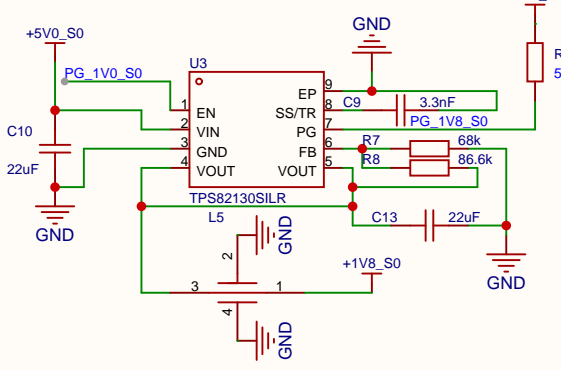 GND
+5V0_S0
PG_1V0_S0
U3
R
5
1
2
3
4
EN
VIN
GND
VOUT
EP
SS/TR
PG
FB
VOUT
9
8
7
6
5
C9
3.3nF
PG_1V8_S0
R7
68k
R8
86.6k
C10
22uF
GND
TPS82130SILR
L5
C13
22uF
GND
2
GND
+1V8_S0
3
1
4
GND